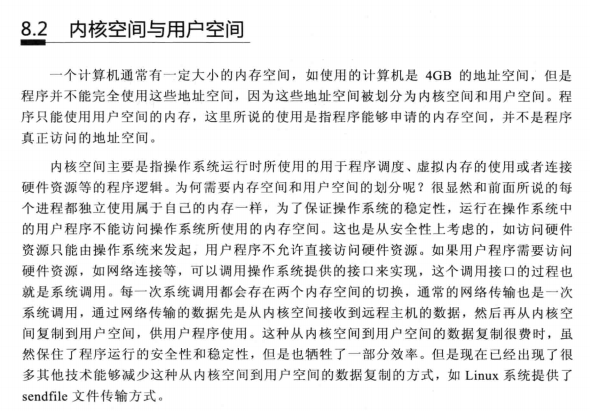 8.2 内核空间与用户空间
一个计算机通常有一定大小的内存空间，如使用的计算机是 4GB 的地址空间，但是
程序并不能完全使用这些地址空间，因为这些地址空间被划分为内核空间和用户空间。程
序只能使用用户空间的内存，这里所说的使用是指程序能够申请的内存空间，并不是程序
真正访问的地址空间。
内核空间主要是指操作系统运行时所使用的用于程序调度、虚拟内存的使用或者连接
硬件资源等的程序逻辑。为何需要内存空间和用户空间的划分呢？很显然和前面所说的每
个进程都独立使用属于自己的内存一样，为了保证操作系统的稳定性，运行在操作系统中
的用户程序不能访问操作系统所使用的内存空间。这也是从安全性上考虑的，如访问硬件
资源只能由操作系统来发起，用户程序不允许直接访问硬件资源。如果用户程序需要访问
硬件资源，如网络连接等，可以调用操作系统提供的接口来实现，这个调用接口的过程也
就是系统调用。每一次系统调用都会存在两个内存空间的切换，通常的网络传输也是一次
系统调用，通过网络传输的数据先是从内核空间接收到远程主机的数据，然后再从内核空
间复制到用户空间，供用户程序使用。这种从内核空间到用户空间的数据复制很费时，虽
然保住了程序运行的安全性和稳定性，但是也牺牲了一部分效率。但是现在已经出现了很
多其他技术能够减少这种从内核空间到用户空间的数据复制的方式，如 Linux 系统提供了
sendfile 文件传输方式。